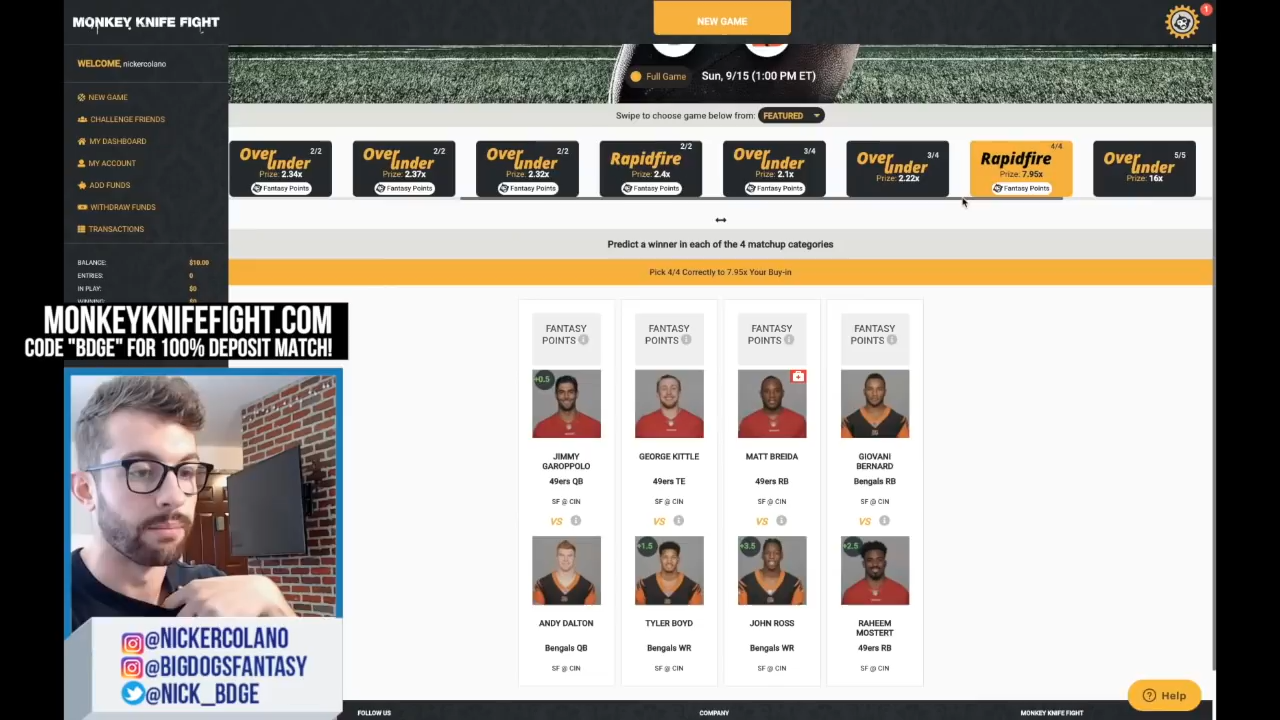 MONKEY KNIFE FIGHT
NEW GAME
1
WELCOME, nickercolano
NEW GAME
CHALLENGE FRIENDS
MY DASHBOARD
MY ACCOUNT
ADD FUNDS
WITHDRAW FUNDS
TRANSACTIONS
BALANCE: $10.00
ENTRIES: 0
IN PLAY: $0
Full Game Sun, 9/15 (1:00 PM ET)
Swipe to choose game below from: FEATURED
2/2
Over under
Prize: 2.34x
Fantasy Points
2/2
Over under
Prize: 2.37x
Fantasy Points
2/2
Over under
Prize: 2.32x
Fantasy Points
2/2
Rapidfire
Prize: 2.4x
Fantasy Points
3/4
Over under
Prize: 2.1x
Fantasy Points
3/4
Over under
Prize: 2.22x
4/4
Rapidfire
Prize: 7.95x
Fantasy Points
5/5
Over under
Prize: 16x
Predict a winner in each of the 4 matchup categories
Pick 4/4 Correctly to 7.95x Your Buy-in
FANTASY
POINTS
+0.5
JIMMY
GAROPPOLO
49ers QB
SF @ CIN
VS
ANDY DALTON
Bengals QB
SF @ CIN
FANTASY
POINTS
GEORGE KITTLE
49ers TE
SF @ CIN
VS
+1.5
TYLER BOYD
Bengals WR
SF @ CIN
FANTASY
POINTS
MATT BREIDA
49ers RB
SF @ CIN
VS
+3.5
JOHN ROSS
Bengals WR
SF @ CIN
FANTASY
POINTS
GIOVANI
BERNARD
Bengals RB
SF @ CIN
VS
+2.5
RAHEEM
MOSTERT
49ers RB
SF @ CIN
MONKEYKNIFEFIGHT.COM
CODE "BDGE" FOR 100% DEPOSIT MATCH!
@NICKERCOLANO
@BIGDOGSFANTASY
@NICK_BDGE
Help
FOLLOW US
COMPANY
MONKEY KNIFE FIGHT